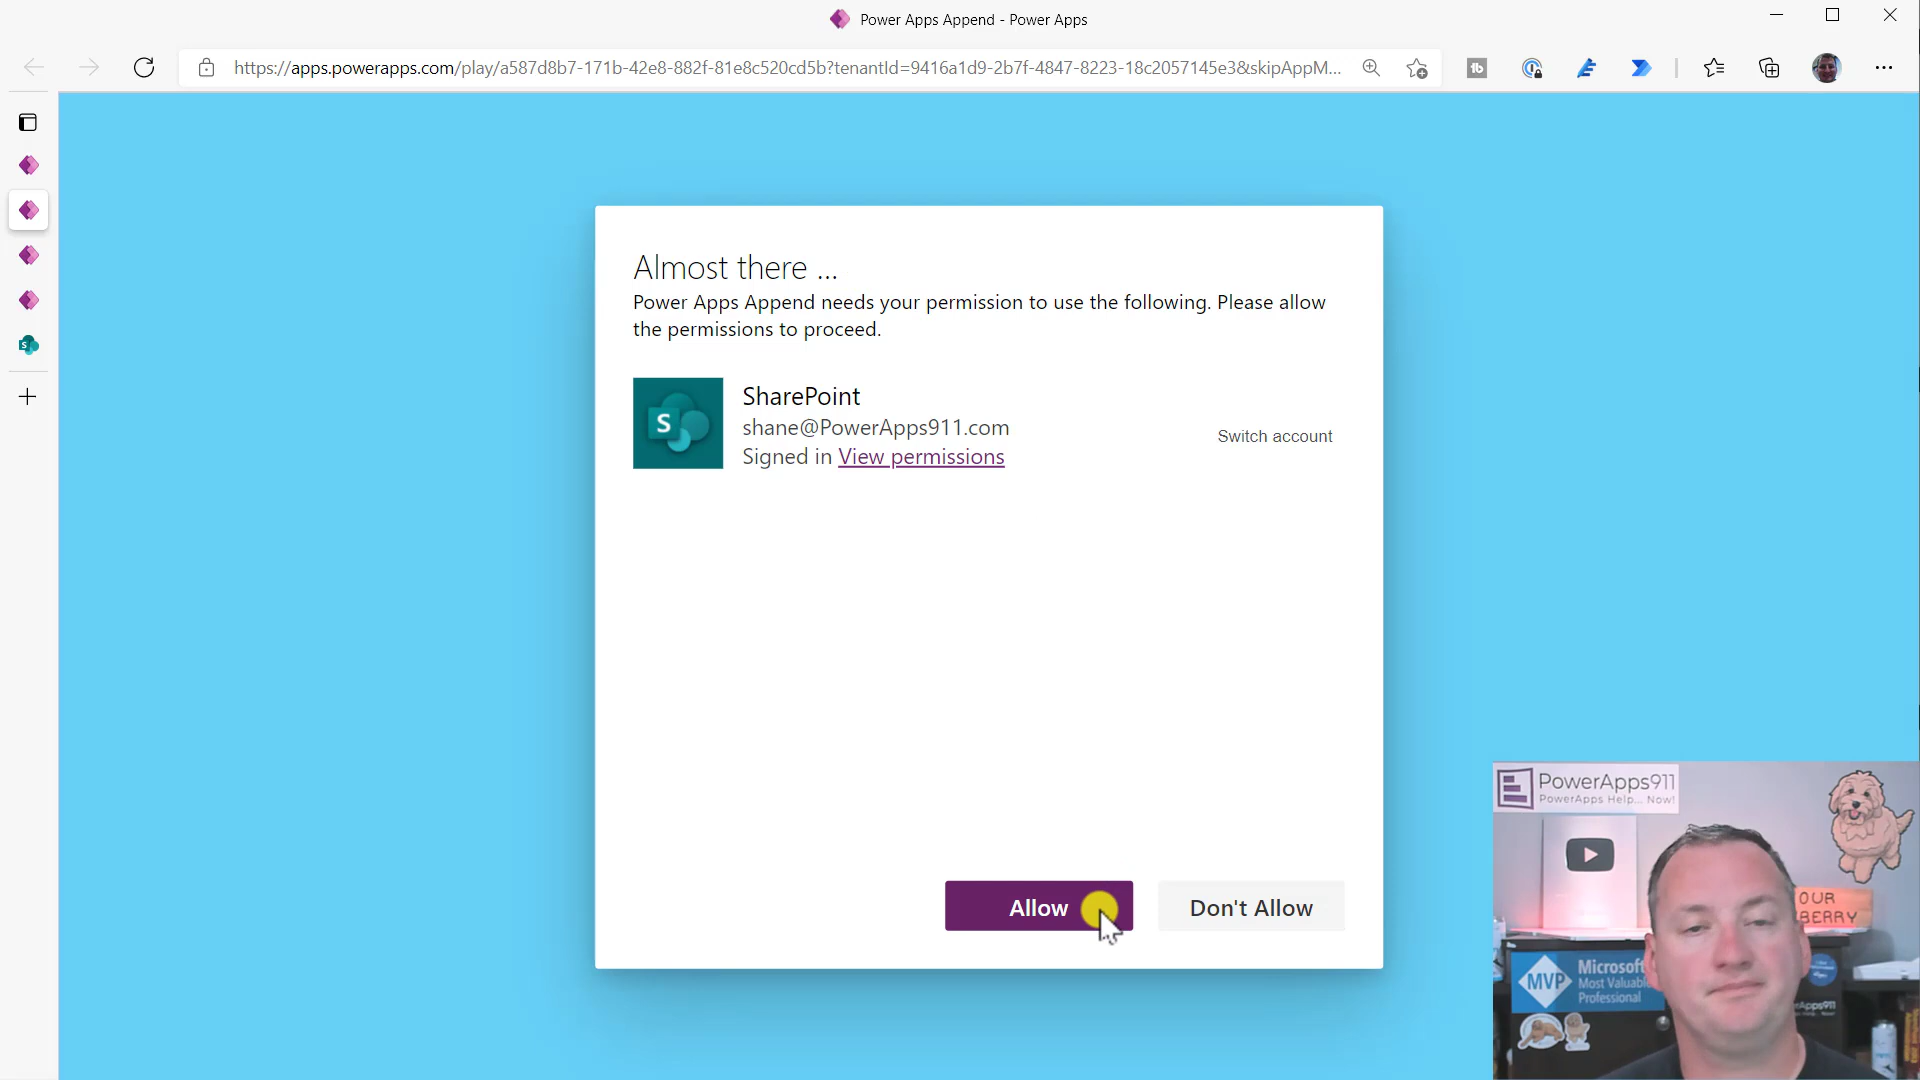 Power Apps Append - Power Apps
https://apps.powerapps.com/play/a587d8b7-171b-42e8-882f-81e8c520cd5b?tenantId=9416a1d9-2b7f-4847-8223-18c2057145e3&skipAppM...
Almost there ...
Power Apps Append needs your permission to use the following. Please allow
the permissions to proceed.
S
SharePoint
shane@PowerApps911.com
Signed in View permissions
Switch account
Allow
Don't Allow
PowerApps911
PowerApps Help... Now!
OUR
BERRY
MVP
Microsoft
Most Valuable
Professional